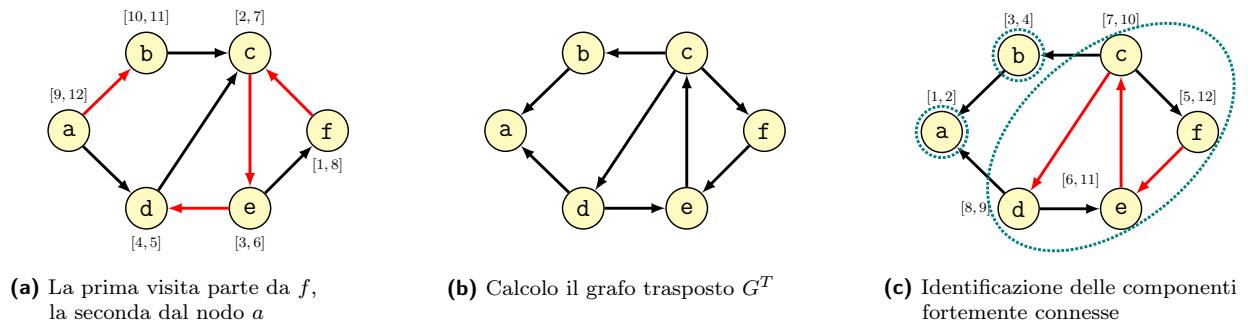 [10, 11]
[2, 7]
b
c
[9, 12]
a
f
[1, 8]
d
e
[4, 5]
[3, 6]
(a) La prima visita parte da f,
la seconda dal nodo a
b
c
a
f
d
e
(b) Calcolo il grafo trasposto G^T
[3, 4]
[7, 10]
b
c
[1, 2]
[5, 12]
a
f
[6, 11]
[8, 9]
d
e
(c) Identificazione delle componenti
fortemente connesse